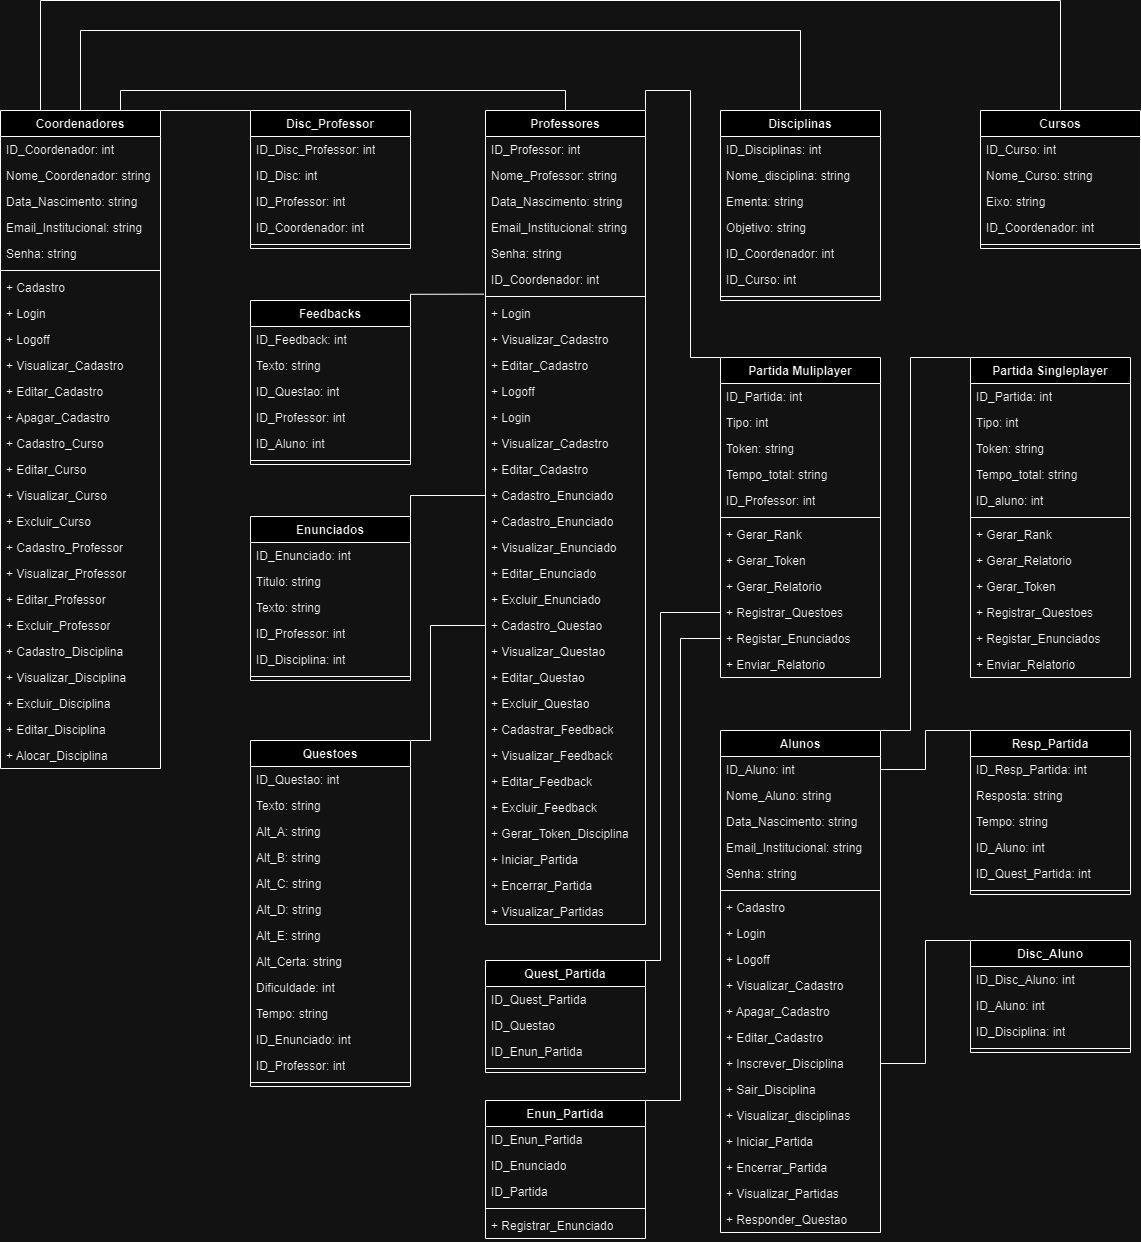 Coordenadores
ID_Coordenador: int
Nome_Coordenador: string
Data_Nascimento: string
Email_Institucional: string
Senha: string
+ Cadastro
+ Login
+ Logoff
+ Visualizar_Cadastro
+ Editar_Cadastro
+ Apagar_Cadastro
+ Cadastro_Curso
+ Editar_Curso
+ Visualizar_Curso
+ Excluir_Curso
+ Cadastro_Professor
+ Visualizar_Professor
+ Editar_Professor
+ Excluir_Professor
+ Cadastro_Disciplina
+ Visualizar_Disciplina
+ Excluir_Disciplina
+ Editar_Disciplina
+ Alocar_Disciplina
Disc_Professor
ID_Disc_Professor: int
ID_Disc: int
ID_Professor: int
ID_Coordenador: int
Feedbacks
ID_Feedback: int
Texto: string
ID_Questao: int
ID_Professor: int
ID_Aluno: int
Enunciados
ID_Enunciado: int
Titulo: string
Texto: string
ID_Professor: int
ID_Disciplina: int
Questoes
ID_Questao: int
Texto: string
Alt_A: string
Alt_B: string
Alt_C: string
Alt_D: string
Alt_E: string
Alt_Certa: string
Dificuldade: int
Tempo: string
ID_Enunciado: int
ID_Professor: int
Professores
ID_Professor: int
Nome_Professor: string
Data_Nascimento: string
Email_Institucional: string
Senha: string
ID_Coordenador: int
+ Login
+ Visualizar_Cadastro
+ Editar_Cadastro
+ Logoff
+ Login
+ Visualizar_Cadastro
+ Editar_Cadastro
+ Cadastro_Enunciado
+ Cadastro_Enunciado
+ Visualizar_Enunciado
+ Editar_Enunciado
+ Excluir_Enunciado
+ Cadastro_Questao
+ Visualizar_Questao
+ Editar_Questao
+ Excluir_Questao
+ Cadastrar_Feedback
+ Visualizar_Feedback
+ Editar_Feedback
+ Excluir_Feedback
+ Gerar_Token_Disciplina
+ Iniciar_Partida
+ Encerrar_Partida
+ Visualizar_Partidas
Quest_Partida
ID_Quest_Partida
ID_Questao
ID_Enun_Partida
Enun_Partida
ID_Enun_Partida
ID_Enunciado
ID_Partida
+ Registrar_Enunciado
Disciplinas
ID_Disciplinas: int
Nome_disciplina: string
Ementa: string
Objetivo: string
ID_Coordenador: int
ID_Curso: int
Partida Muliplayer
ID_Partida: int
Tipo: int
Token: string
Tempo_total: string
ID_Professor: int
+ Gerar_Rank
+ Gerar_Token
+ Gerar_Relatorio
+ Registrar_Questoes
+ Registar_Enunciados
+ Enviar_Relatorio
Alunos
ID_Aluno: int
Nome_Aluno: string
Data_Nascimento: string
Email_Institucional: string
Senha: string
+ Cadastro
+ Login
+ Logoff
+ Visualizar_Cadastro
+ Apagar_Cadastro
+ Editar_Cadastro
+ Inscrever_Disciplina
+ Sair_Disciplina
+ Visualizar_disciplinas
+ Iniciar_Partida
+ Encerrar_Partida
+ Visualizar_Partidas
+ Responder_Questao
Cursos
ID_Curso: int
Nome_Curso: string
Eixo: string
ID_Coordenador: int
Partida Singleplayer
ID_Partida: int
Tipo: int
Token: string
Tempo_total: string
ID_aluno: int
+ Gerar_Rank
+ Gerar_Relatorio
+ Gerar_Token
+ Registrar_Questoes
+ Registar_Enunciados
+ Enviar_Relatorio
Resp_Partida
ID_Resp_Partida: int
Resposta: string
Tempo: string
ID_Aluno: int
ID_Quest_Partida: int
Disc_Aluno
ID_Disc_Aluno: int
ID_Aluno: int
ID_Disciplina: int